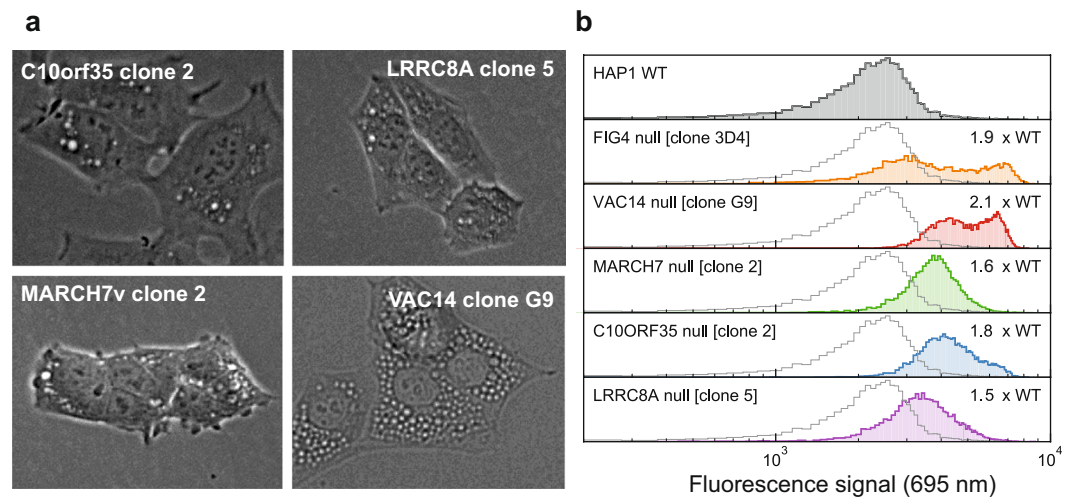 a
C10orf35 clone 2
LRRC8A clone 5
MARCH7v clone 2
VAC14 clone G9
b
HAP1 WT
FIG4 null [clone 3D4] 1.9 x WT
VAC14 null [clone G9] 2.1 x WT
MARCH7 null [clone 2] 1.6 x WT
C10ORF35 null [clone 2] 1.8 x WT
LRRC8A null [clone 5] 1.5 x WT
10³ 10⁴
Fluorescence signal (695 nm)